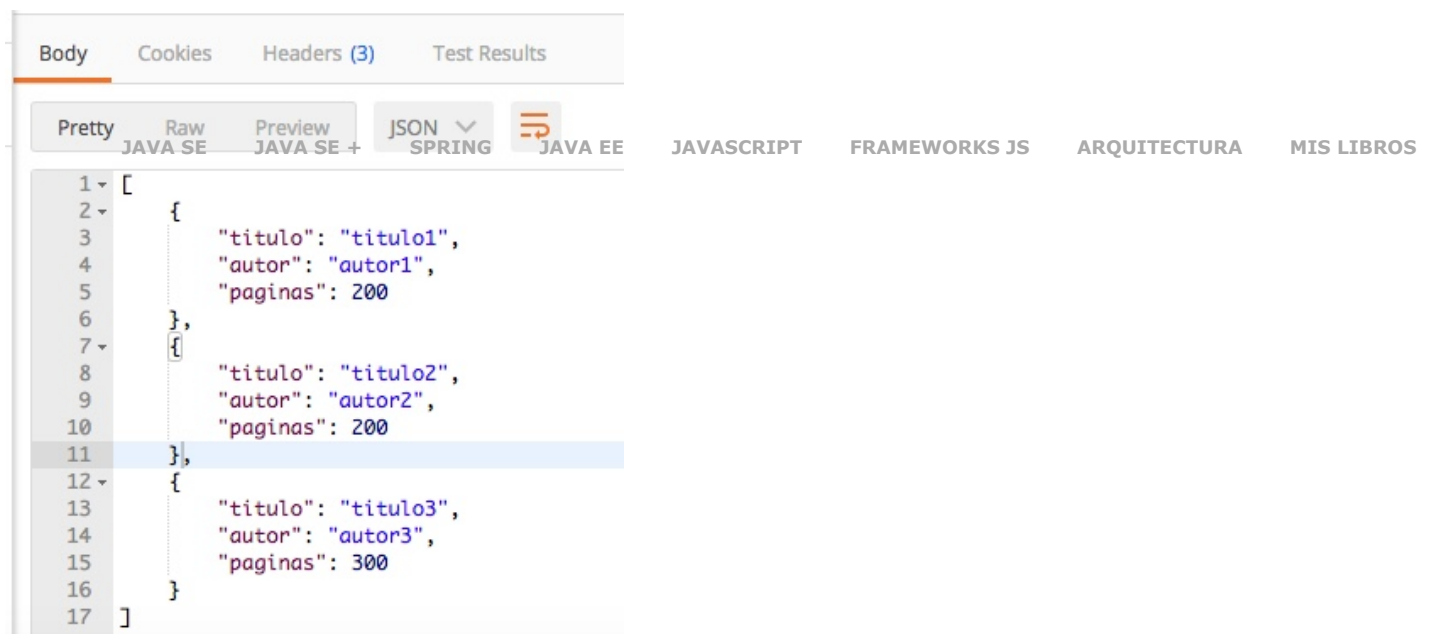 Body Cookies Headers (3) Test Results
Pretty Raw Preview JSON
JAVA SE JAVA SE + SPRING JAVA EE JAVASCRIPT FRAMEWORKS JS ARQUITECTURA MIS LIBROS
1 [
2 {
3 "titulo": "titulo1",
4 "autor": "autor1",
5 "paginas": 200
6 },
7 {
8 "titulo": "titulo2",
9 "autor": "autor2",
10 "paginas": 200
11 },
12 {
13 "titulo": "titulo3",
14 "autor": "autor3",
15 "paginas": 300
16 }
17 ]